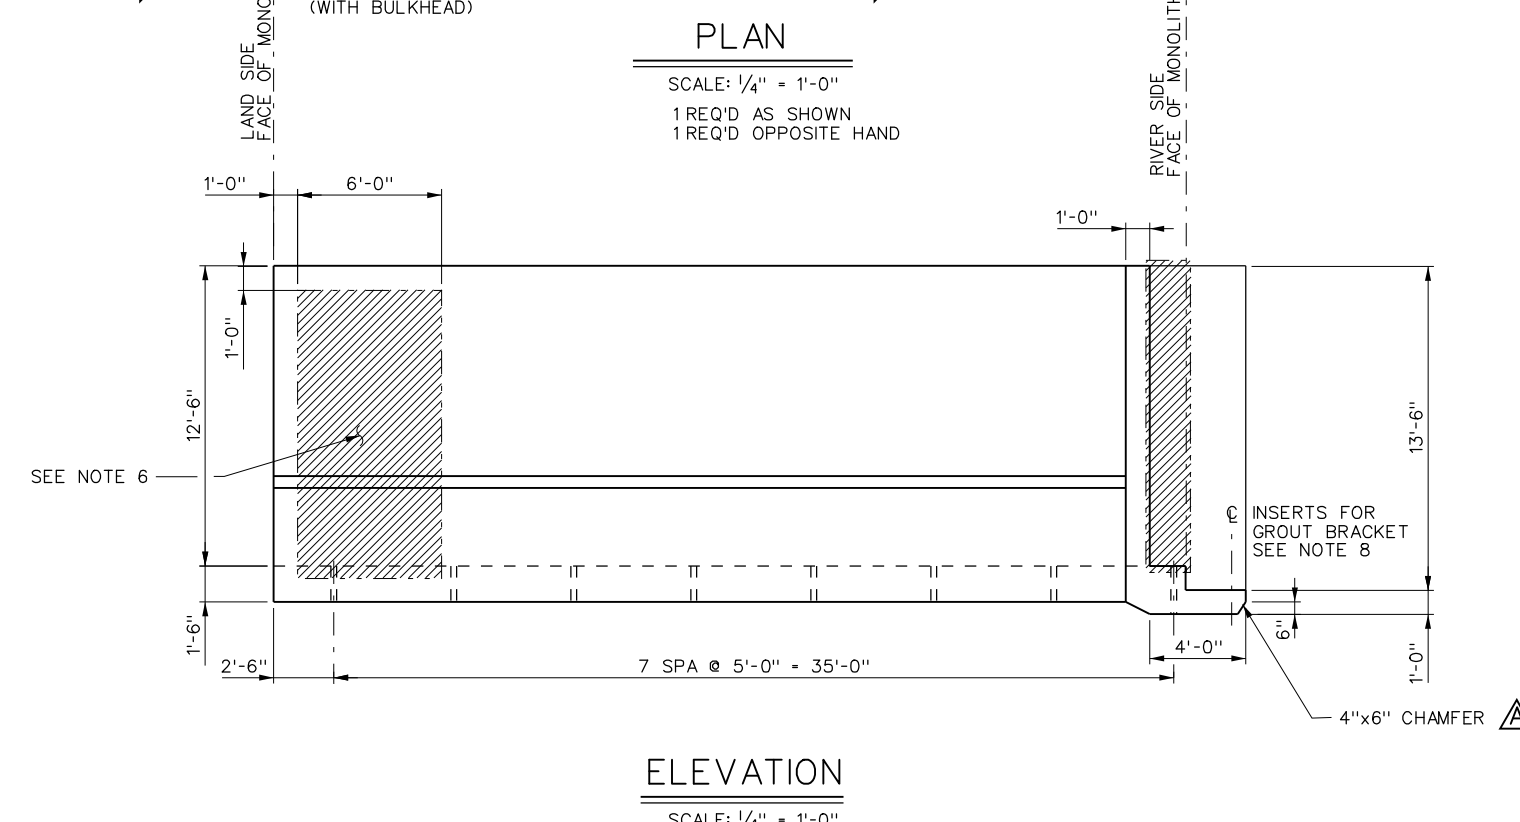 (WITH BULKHEAD)
LAND SIDE
FACE OF
PLAN
SCALE: 1/4" = 1'-0"
1 REQ'D AS SHOWN
1 REQ'D OPPOSITE HAND
RIVER SIDE
FACE OF MONOLITH
1'-0"
6'-0"
1'-0"
1'-0"
12'-6"
13'-6"
SEE NOTE 6
℄ INSERTS FOR
GROUT BRACKET
SEE NOTE 8
1'-6"
6"
1'-0"
4'-0"
2'-6"
7 SPA @ 5'-0" = 35'-0"
4"x6" CHAMFER
A
ELEVATION
SCALE: 1/4" = 1'-0"